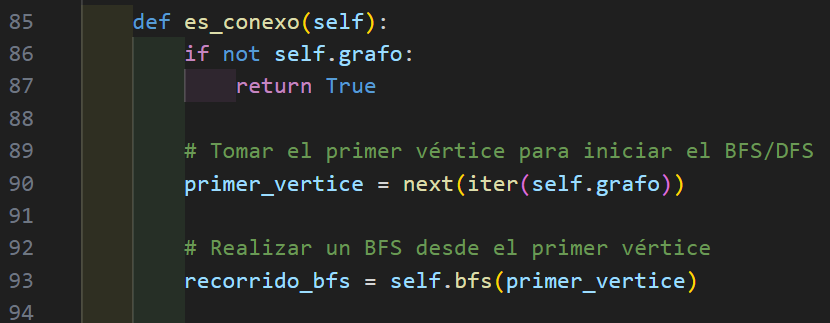 85 def es_conexo(self):
86 if not self.grafo:
87 return True
88
89 # Tomar el primer vértice para iniciar el BFS/DFS
90 primer_vertice = next(iter(self.grafo))
91
92 # Realizar un BFS desde el primer vértice
93 recorrido_bfs = self.bfs(primer_vertice)
94